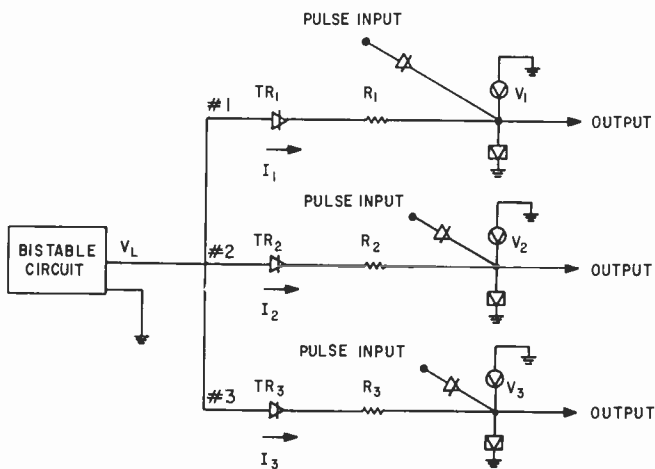 PULSE INPUT
#1 TR1 R1 V1
OUTPUT
I1
PULSE INPUT
BISTABLE
CIRCUIT
VL
#2 TR2 R2 V2
OUTPUT
I2
PULSE INPUT
#3 TR3 R3 V3
OUTPUT
I3